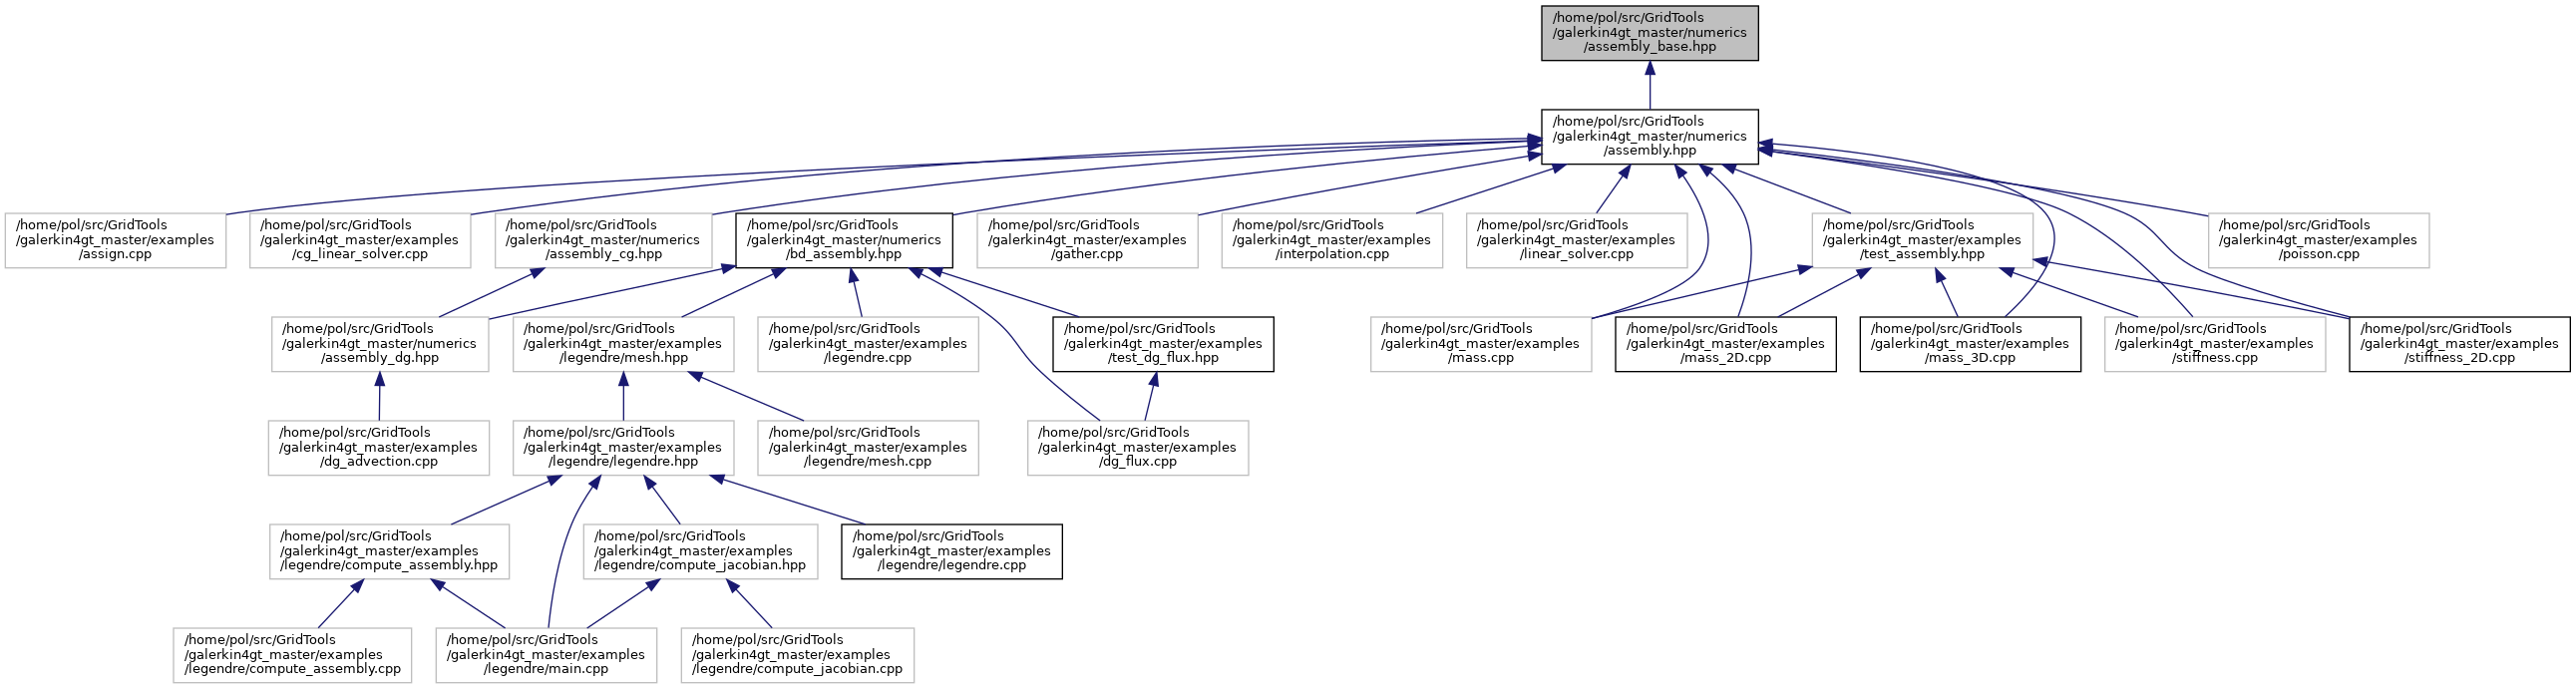 /home/pol/src/GridTools
/galerkin4gt_master/numerics
/assembly_base.hpp
/home/pol/src/GridTools
/galerkin4gt_master/numerics
/assembly.hpp
/home/pol/src/GridTools
/galerkin4gt_master/examples
/assign.cpp
/home/pol/src/GridTools
/galerkin4gt_master/examples
/cg_linear_solver.cpp
/home/pol/src/GridTools
/galerkin4gt_master/numerics
/assembly_cg.hpp
/home/pol/src/GridTools
/galerkin4gt_master/numerics
/bd_assembly.hpp
/home/pol/src/GridTools
/galerkin4gt_master/examples
/gather.cpp
/home/pol/src/GridTools
/galerkin4gt_master/examples
/interpolation.cpp
/home/pol/src/GridTools
/galerkin4gt_master/examples
/linear_solver.cpp
/home/pol/src/GridTools
/galerkin4gt_master/examples
/test_assembly.hpp
/home/pol/src/GridTools
/galerkin4gt_master/examples
/poisson.cpp
/home/pol/src/GridTools
/galerkin4gt_master/numerics
/assembly_dg.hpp
/home/pol/src/GridTools
/galerkin4gt_master/examples
/legendre/mesh.hpp
/home/pol/src/GridTools
/galerkin4gt_master/examples
/legendre.cpp
/home/pol/src/GridTools
/galerkin4gt_master/examples
/test_dg_flux.hpp
/home/pol/src/GridTools
/galerkin4gt_master/examples
/mass.cpp
/home/pol/src/GridTools
/galerkin4gt_master/examples
/mass_2D.cpp
/home/pol/src/GridTools
/galerkin4gt_master/examples
/mass_3D.cpp
/home/pol/src/GridTools
/galerkin4gt_master/examples
/stiffness.cpp
/home/pol/src/GridTools
/galerkin4gt_master/examples
/stiffness_2D.cpp
/home/pol/src/GridTools
/galerkin4gt_master/examples
/dg_advection.cpp
/home/pol/src/GridTools
/galerkin4gt_master/examples
/legendre/legendre.hpp
/home/pol/src/GridTools
/galerkin4gt_master/examples
/legendre/mesh.cpp
/home/pol/src/GridTools
/galerkin4gt_master/examples
/dg_flux.cpp
/home/pol/src/GridTools
/galerkin4gt_master/examples
/legendre/compute_assembly.hpp
/home/pol/src/GridTools
/galerkin4gt_master/examples
/legendre/compute_jacobian.hpp
/home/pol/src/GridTools
/galerkin4gt_master/examples
/legendre/legendre.cpp
/home/pol/src/GridTools
/galerkin4gt_master/examples
/legendre/compute_assembly.cpp
/home/pol/src/GridTools
/galerkin4gt_master/examples
/legendre/main.cpp
/home/pol/src/GridTools
/galerkin4gt_master/examples
/legendre/compute_jacobian.cpp